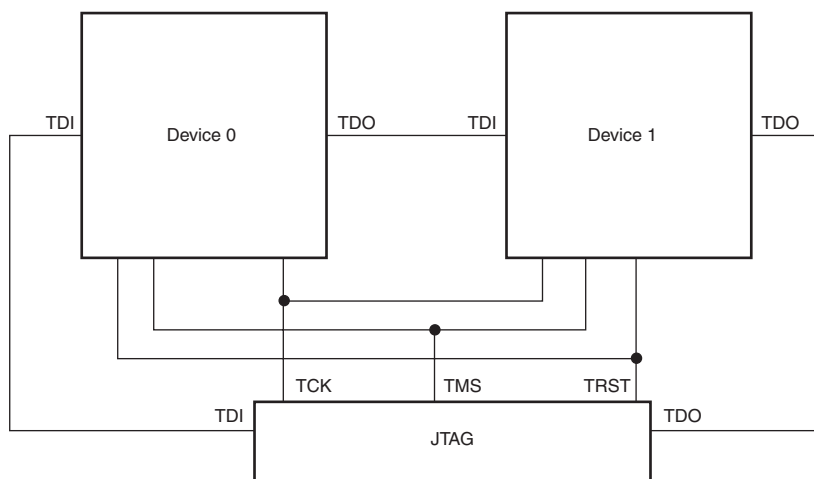 TDI
Device 0
TDO
TDI
Device 1
TDO
TCK
TMS
TRST
TDI
JTAG
TDO